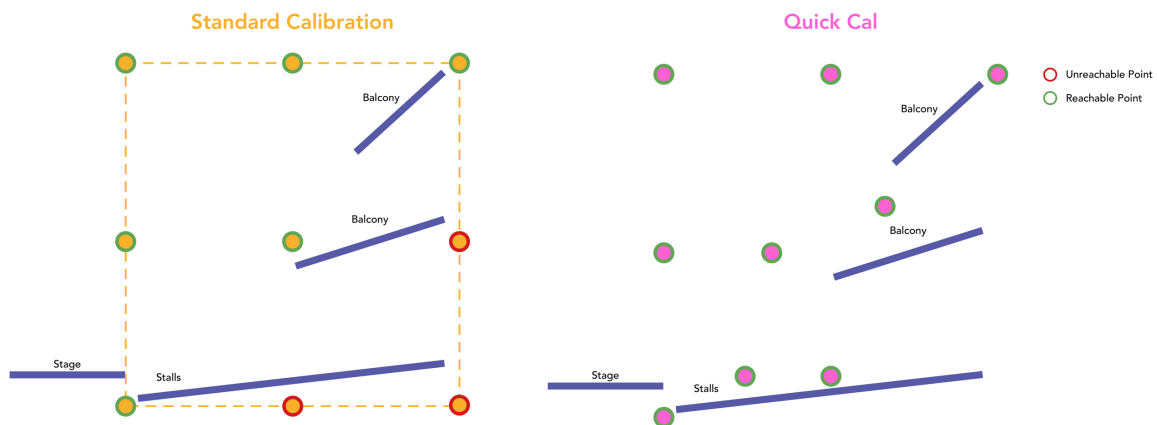 Standard Calibration
Quick Cal
Unreachable Point
Reachable Point
Balcony
Balcony
Stage
Stalls
Balcony
Balcony
Stage
Stalls